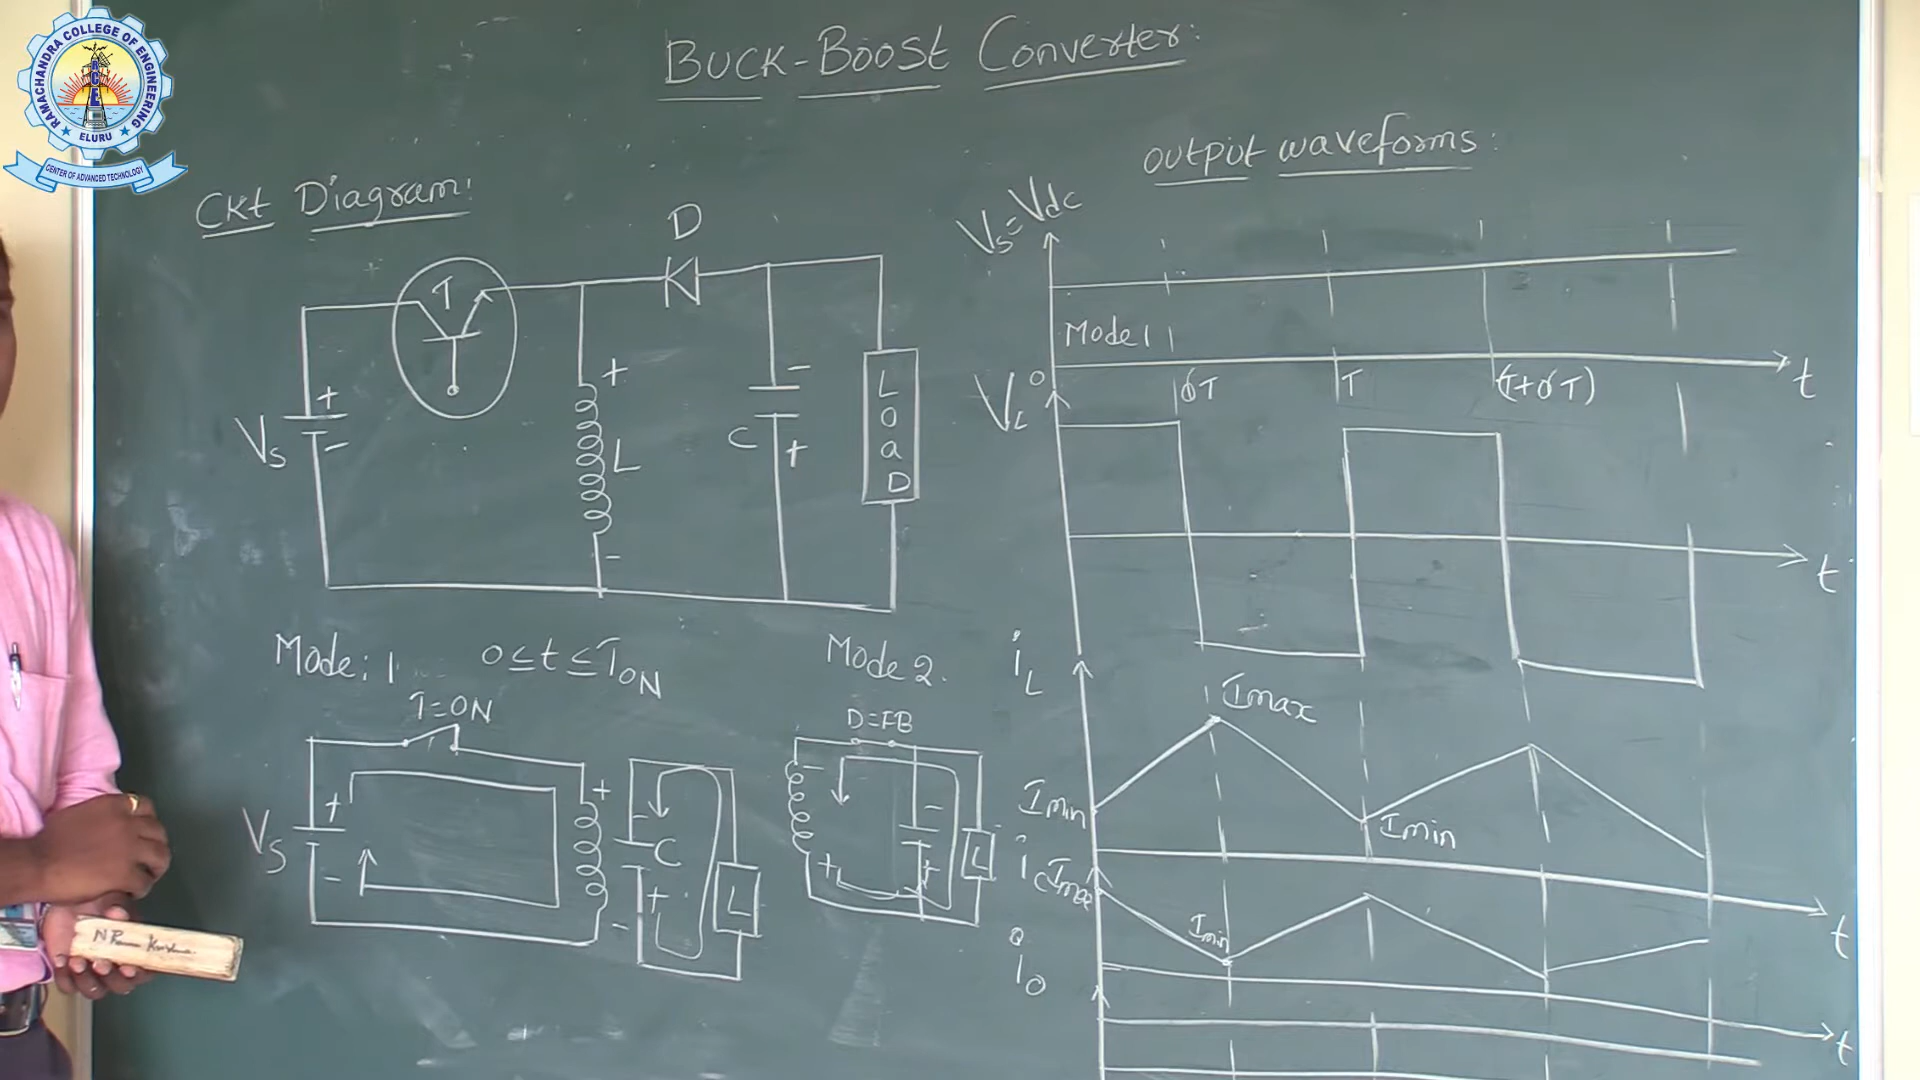 RAMACHANDRA COLLEGE OF ENGINEERING
RCE
★ ELURU ★
CENTER OF ADVANCED TECHNOLOGY
BUCK-BOOST Converter:
Ckt Diagram:
T
D
Vs
+
-
+
L
-
-
C
+
LOaD
Mode: 1 0≤t≤TON
T=ON
Vs
+
-
+
-
-
C
+
L
Mode 2.
D=FB
-
+
-
+
L
output waveforms:
Vs=Vdc
Mode 1
0
δT
T
(T+δT)
t
VL
t
iL
Imax
Imin
Imin
t
ic
Imax
Imin
t
io